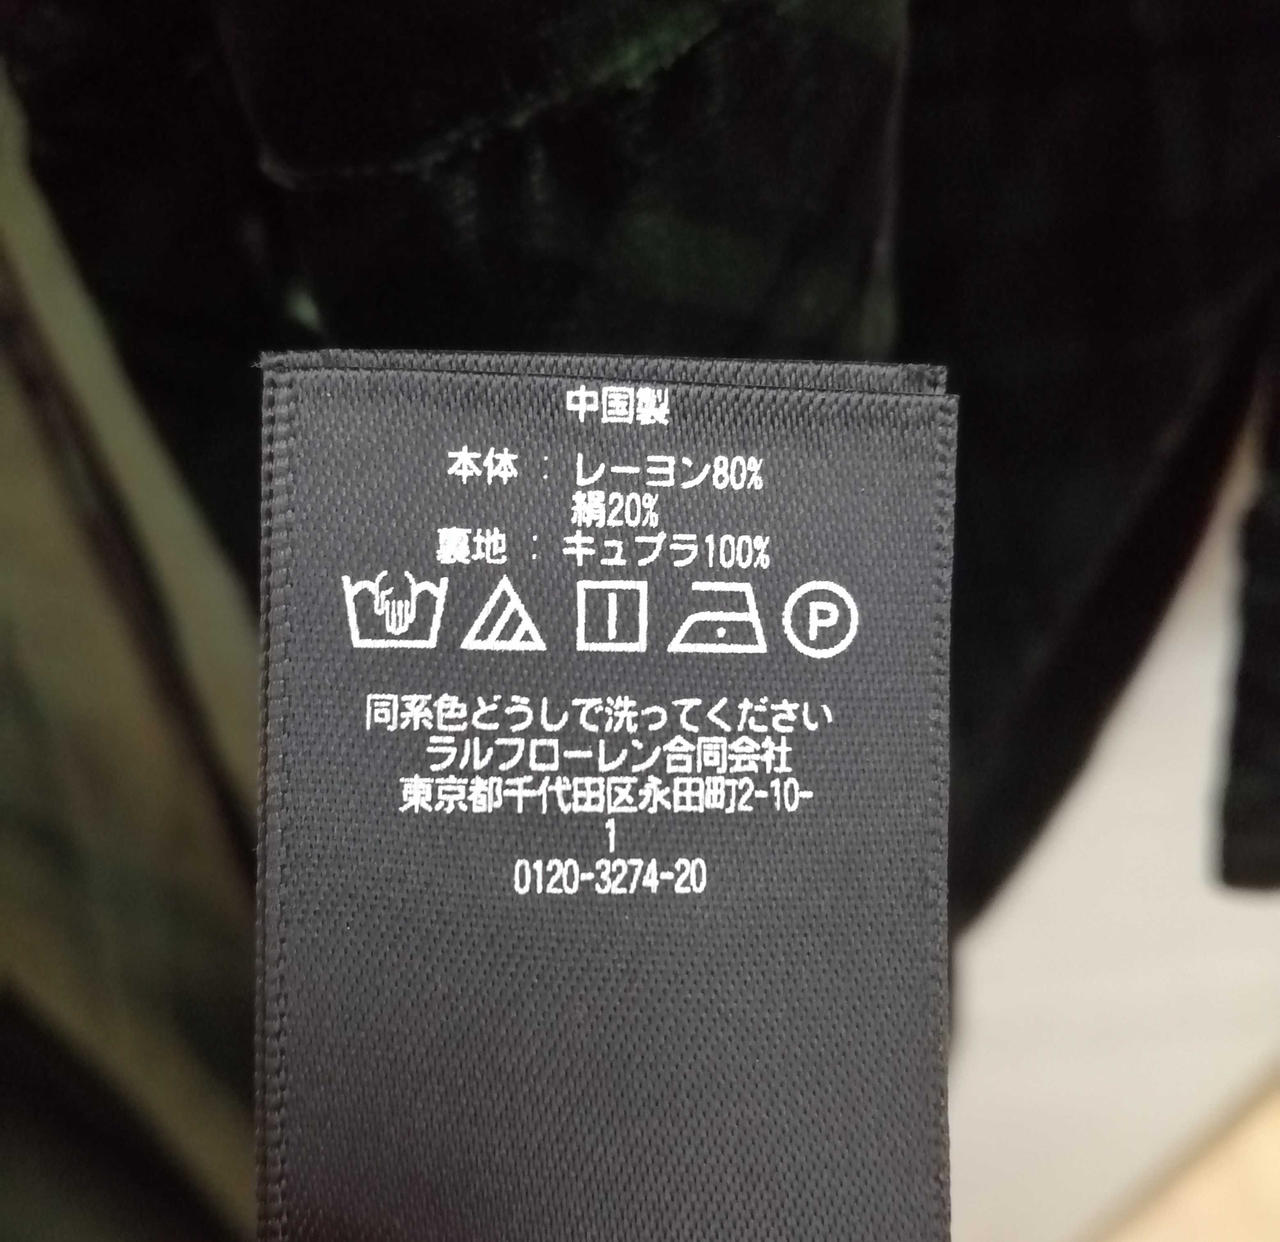 中国製
本体 : レーヨン80%
絹20%
裏地 : キュプラ100%
P
同系色どうしで洗ってください
ラルフローレン合同会社
東京都千代田区永田町2-10-
1
0120-3274-20